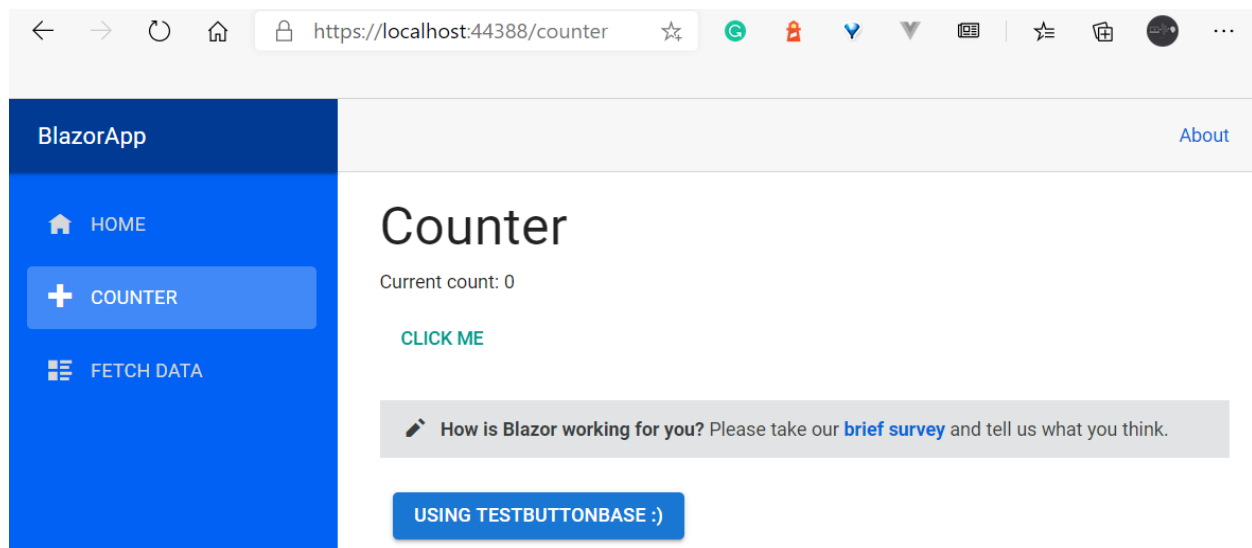 https://localhost:44388/counter
BlazorApp
About
HOME
COUNTER
FETCH DATA
Counter
Current count: 0
CLICK ME
How is Blazor working for you? Please take our brief survey and tell us what you think.
USING TESTBUTTONBASE :)